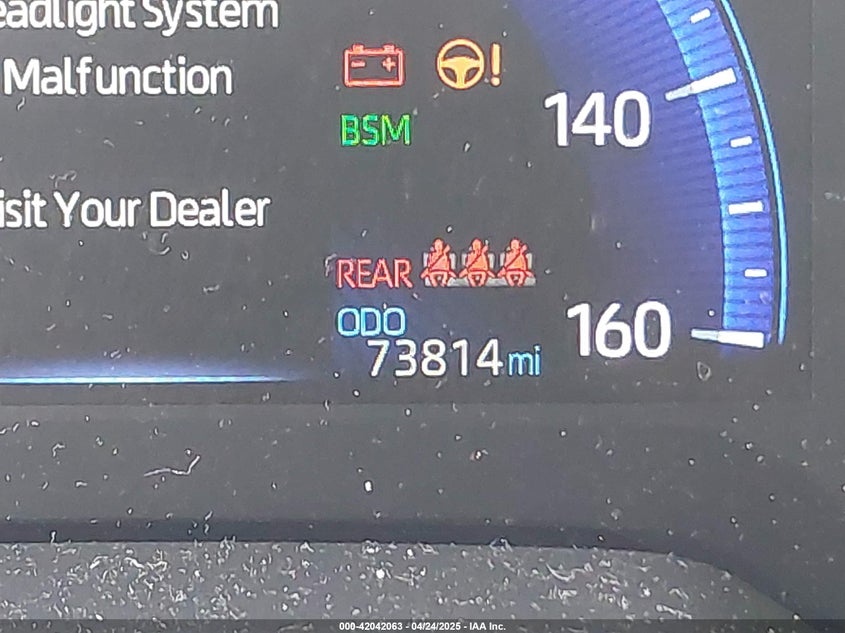 eadlight System
Malfunction
isit Your Dealer
BSM
140
REAR
ODO
73814 mi
160
000-42042063 - 04/24/2025 - IAA Inc.